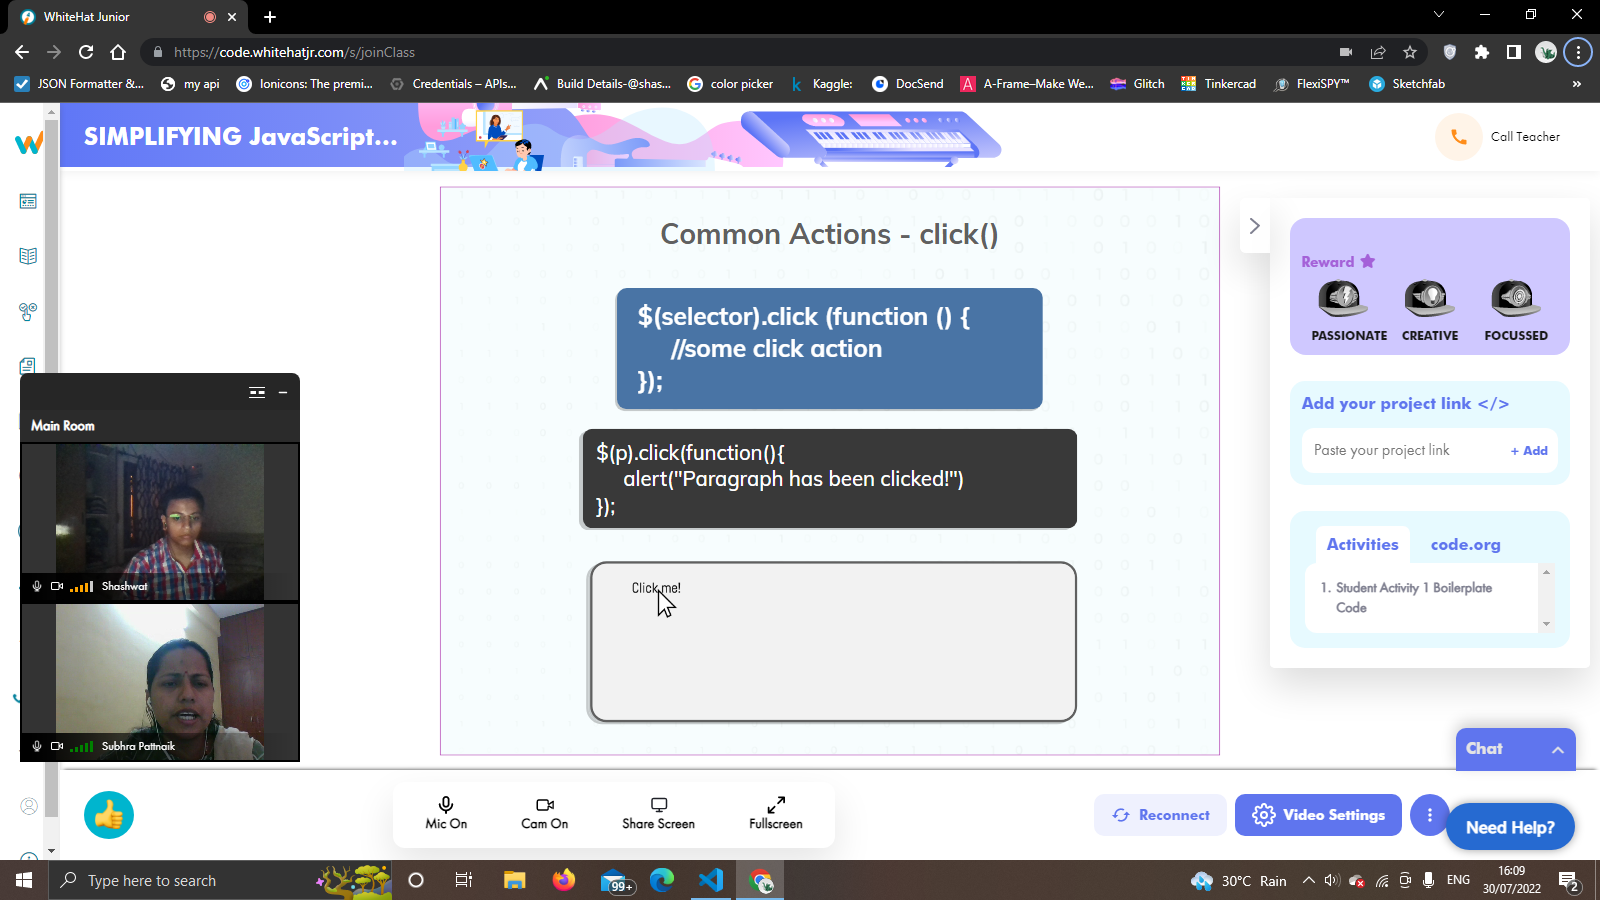 WhiteHat Junior
https://code.whitehatjr.com/s/joinClass
JSON Formatter &...
my api
Ionicons: The premi...
Credentials – APIs...
Build Details-@shas...
color picker
Kaggle:
DocSend
A-Frame–Make We...
Glitch
Tinkercad
FlexiSPY™
Sketchfab
»
SIMPLIFYING JavaScript...
Call Teacher
Common Actions - click()
$(selector).click (function () {
//some click action
});
$(p).click(function(){
alert("Paragraph has been clicked!")
});
Click me!
Reward
PASSIONATE
CREATIVE
FOCUSSED
Add your project link </>
Paste your project link
+ Add
Activities
code.org
1. Student Activity 1 Boilerplate
Code
Main Room
Shashwat
Subhra Pattnaik
Chat
Mic On
Cam On
Share Screen
Fullscreen
Reconnect
Video Settings
Need Help?
Type here to search
99+
30°C Rain
ENG
16:09
30/07/2022
2